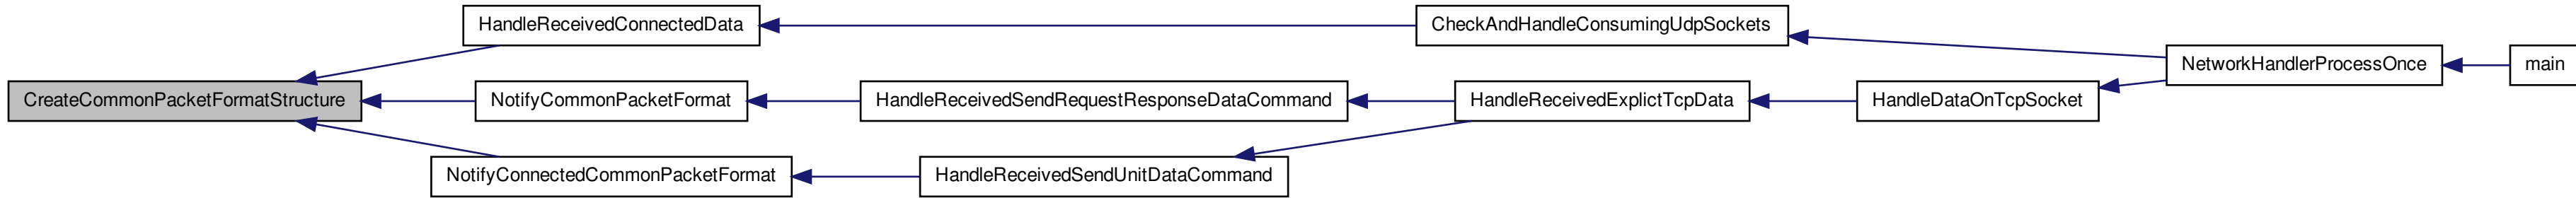 HandleReceivedConnectedData
CheckAndHandleConsumingUdpSockets
NetworkHandlerProcessOnce
main
CreateCommonPacketFormatStructure
NotifyCommonPacketFormat
HandleReceivedSendRequestResponseDataCommand
HandleReceivedExplictTcpData
HandleDataOnTcpSocket
NotifyConnectedCommonPacketFormat
HandleReceivedSendUnitDataCommand